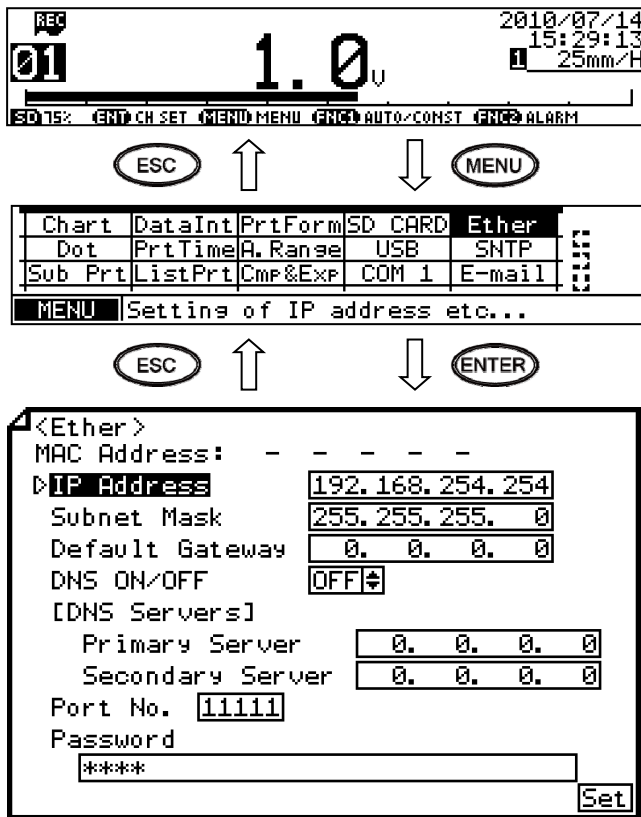 REC 2010/07/14
15:29:13
01 1.0V 1 25mm/H
SD 75% ENT CH SET MENU MENU FNC1 AUTO/CONST FNC2 ALARM
ESC MENU
Chart DataInt PrtForm SD CARD Ether
Dot PrtTime A.Range USB SNTP
Sub Prt ListPrt Cmp&Exp COM 1 E-mail
MENU Setting of IP address etc...
ESC ENTER
<Ether>
MAC Address: - - - - -
IP Address 192.168.254.254
Subnet Mask 255.255.255. 0
Default Gateway 0. 0. 0. 0
DNS ON/OFF OFF
[DNS Servers]
Primary Server 0. 0. 0. 0
Secondary Server 0. 0. 0. 0
Port No. 11111
Password
****
Set